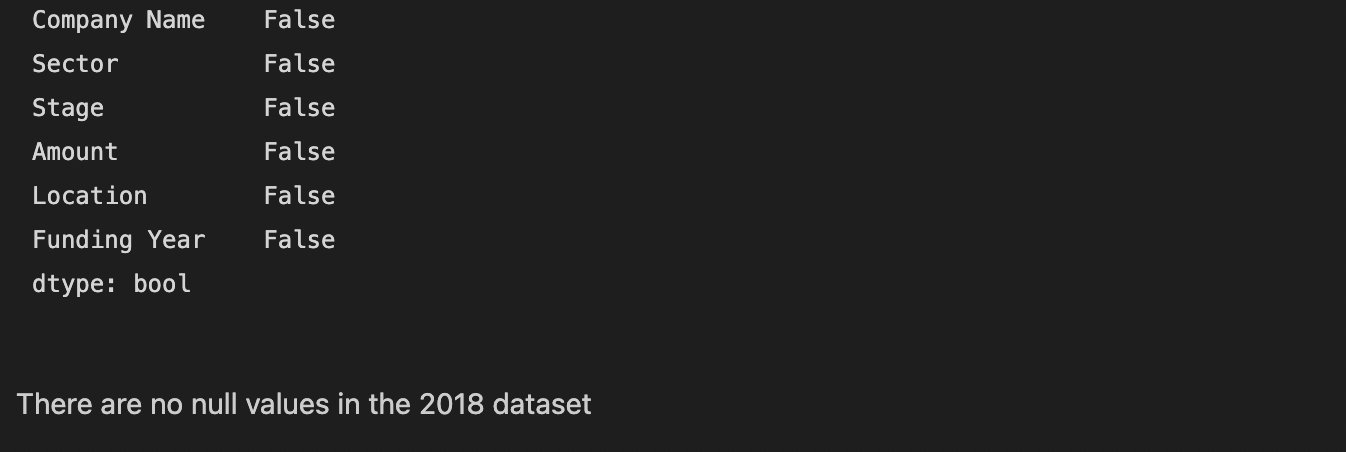 Company Name    False
Sector          False
Stage           False
Amount          False
Location        False
Funding Year    False
dtype: bool
There are no null values in the 2018 dataset